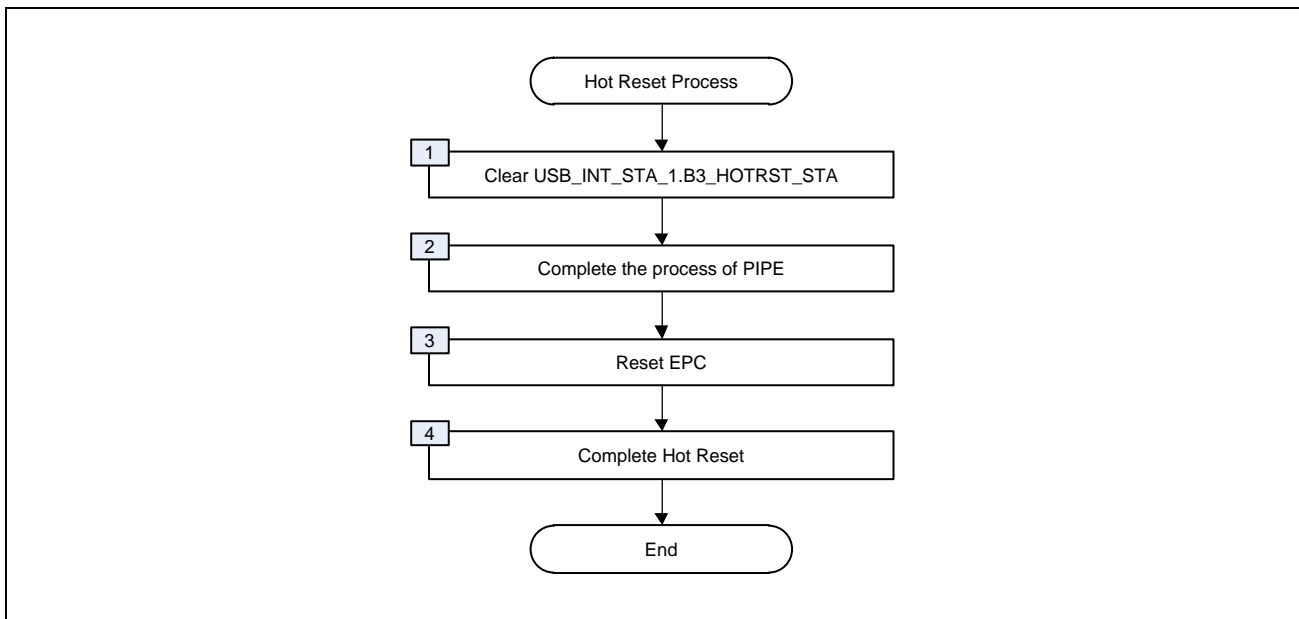 Hot Reset Process
1
Clear USB_INT_STA_1.B3_HOTRST_STA
2
Complete the process of PIPE
3
Reset EPC
4
Complete Hot Reset
End